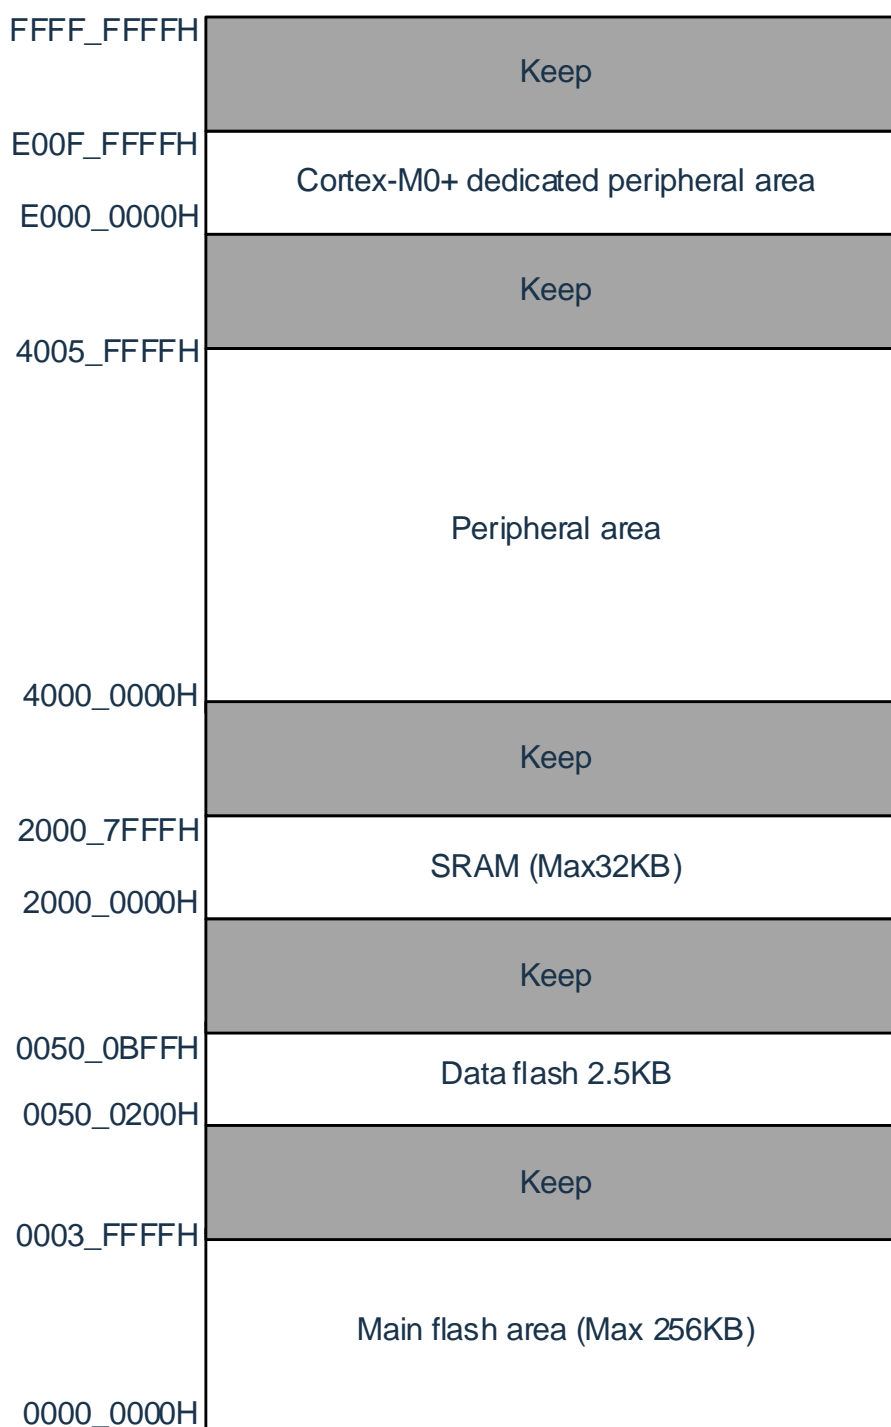 FFFF_FFFFH
Keep
E00F_FFFFH
Cortex-M0+ dedicated peripheral area
E000_0000H
Keep
4005_FFFFH
Peripheral area
4000_0000H
Keep
2000_7FFFH
SRAM (Max32KB)
2000_0000H
Keep
0050_0BFFH
Data flash 2.5KB
0050_0200H
Keep
0003_FFFFH
Main flash area (Max 256KB)
0000_0000H